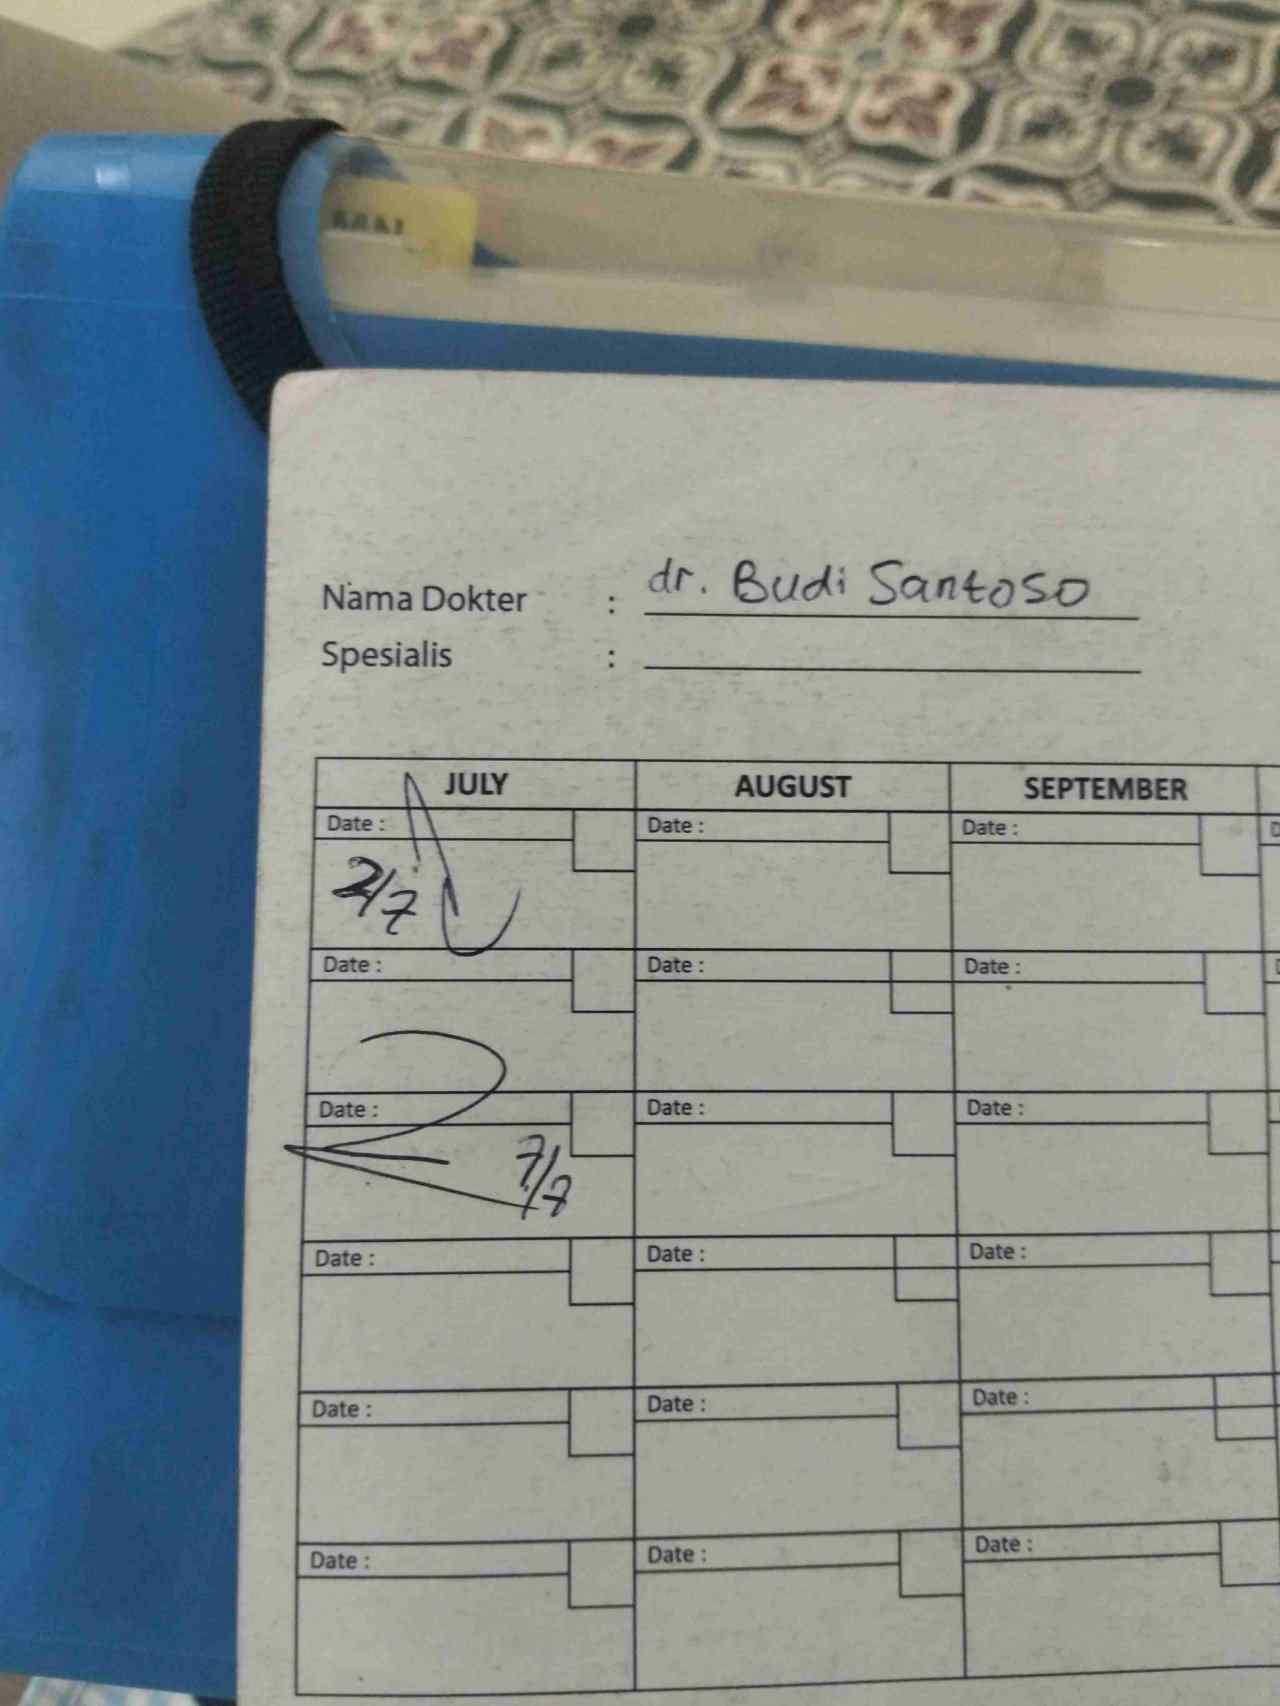 Nama Dokter : dr. Budi Santoso
Spesialis :
JULY AUGUST SEPTEMBER
Date : Date : Date :
2/7
Date : Date : Date :
Date : Date : Date :
7/7
Date : Date : Date :
Date : Date : Date :
Date : Date : Date :